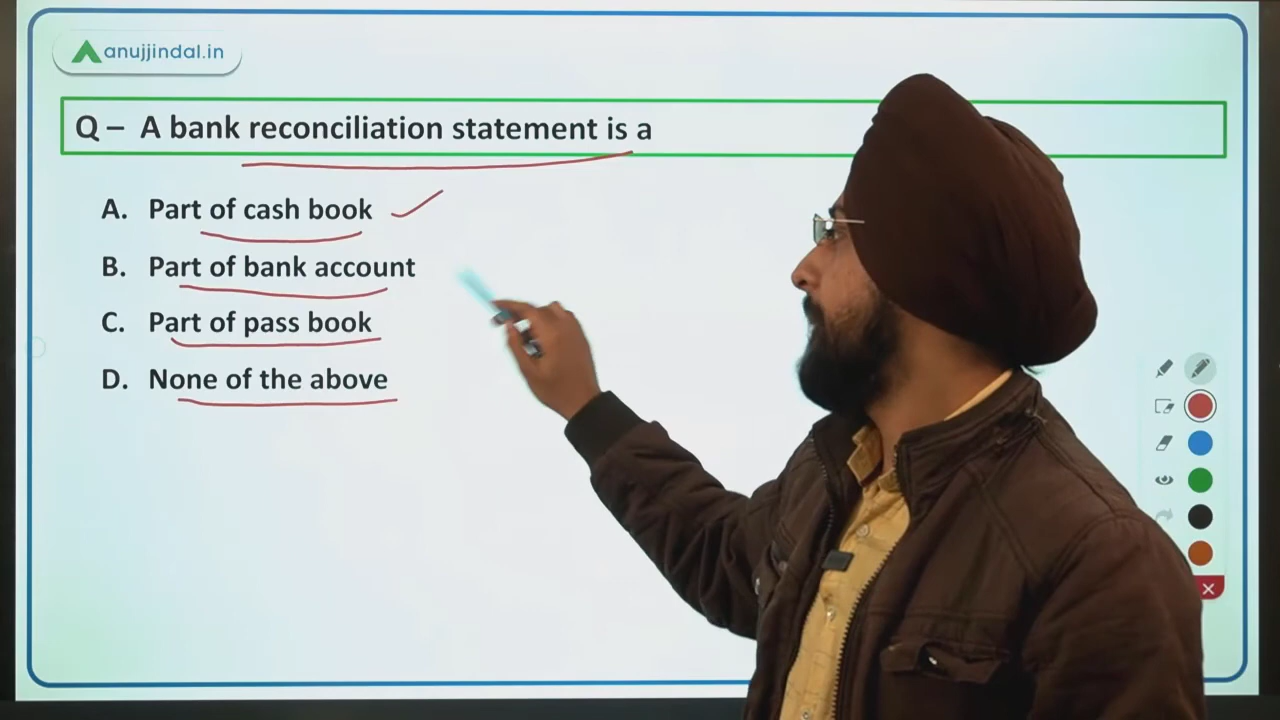 anujjindal.in
Q – A bank reconciliation statement is a
A. Part of cash book
B. Part of bank account
C. Part of pass book
D. None of the above